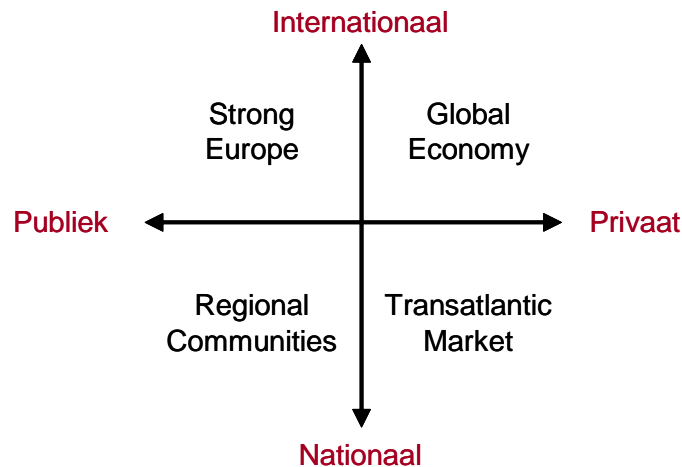 Internationaal
Strong
Europe
Global
Economy
Publiek
Privaat
Regional
Communities
Transatlantic
Market
Nationaal